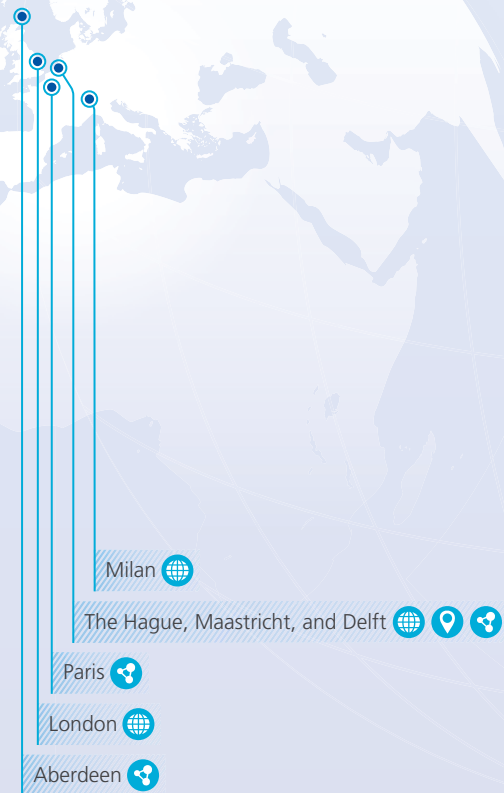 Milan
The Hague, Maastricht, and Delft
Paris
London
Aberdeen